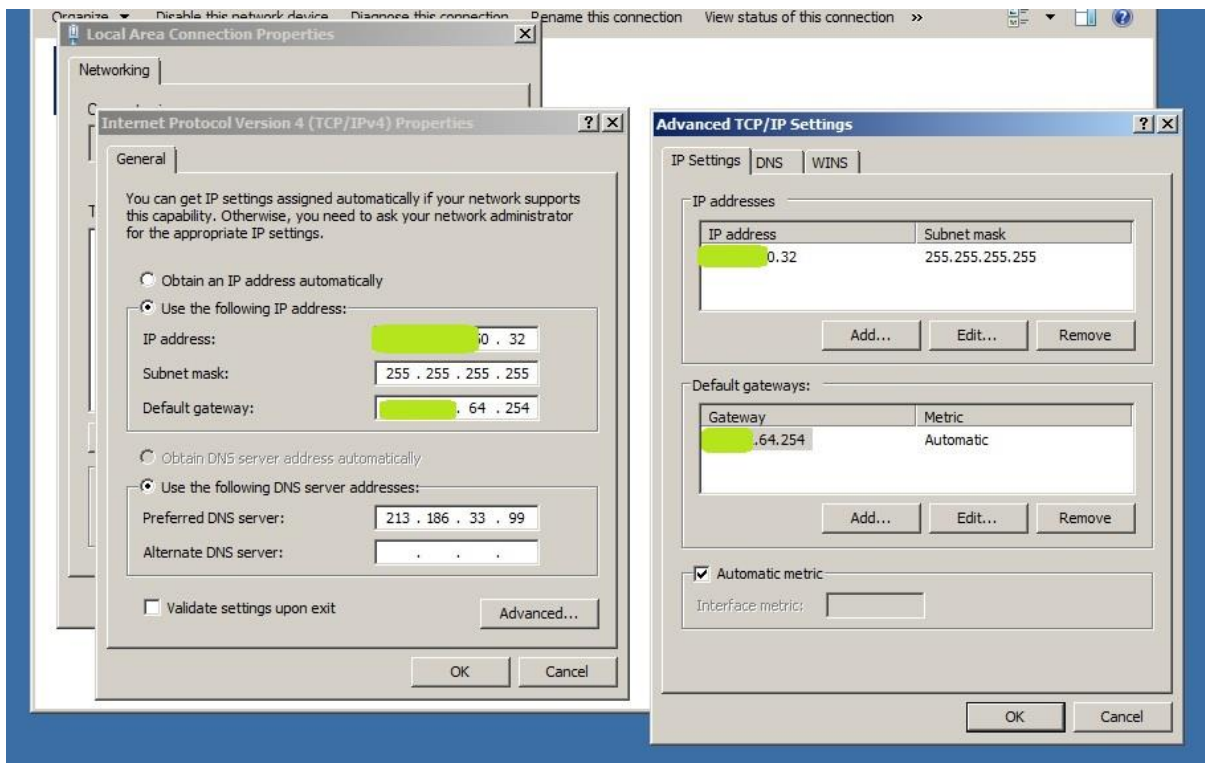 Organize Disable this network device Diagnose this connection Rename this connection View status of this connection »
Local Area Connection Properties
Networking
Internet Protocol Version 4 (TCP/IPv4) Properties
General
You can get IP settings assigned automatically if your network supports
this capability. Otherwise, you need to ask your network administrator
for the appropriate IP settings.
Obtain an IP address automatically
Use the following IP address:
IP address: 0 . 32
Subnet mask: 255 . 255 . 255 . 255
Default gateway: . 64 . 254
Obtain DNS server address automatically
Use the following DNS server addresses:
Preferred DNS server: 213 . 186 . 33 . 99
Alternate DNS server: . . .
Validate settings upon exit
Advanced...
OK Cancel
Advanced TCP/IP Settings
IP Settings DNS WINS
IP addresses
IP address Subnet mask
0.32 255.255.255.255
Add... Edit... Remove
Default gateways:
Gateway Metric
.64.254 Automatic
Add... Edit... Remove
Automatic metric
Interface metric:
OK Cancel